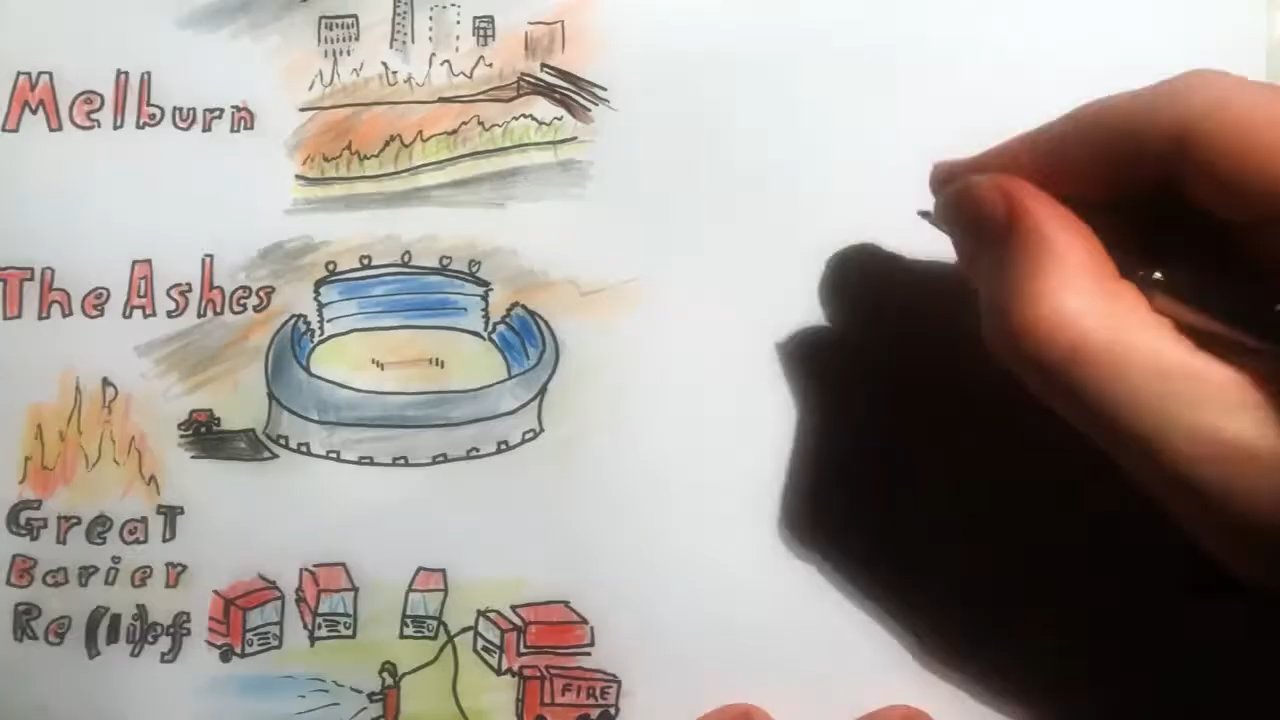 Melburn
The Ashes
Great
Barier
Re(li)ef
FIRE